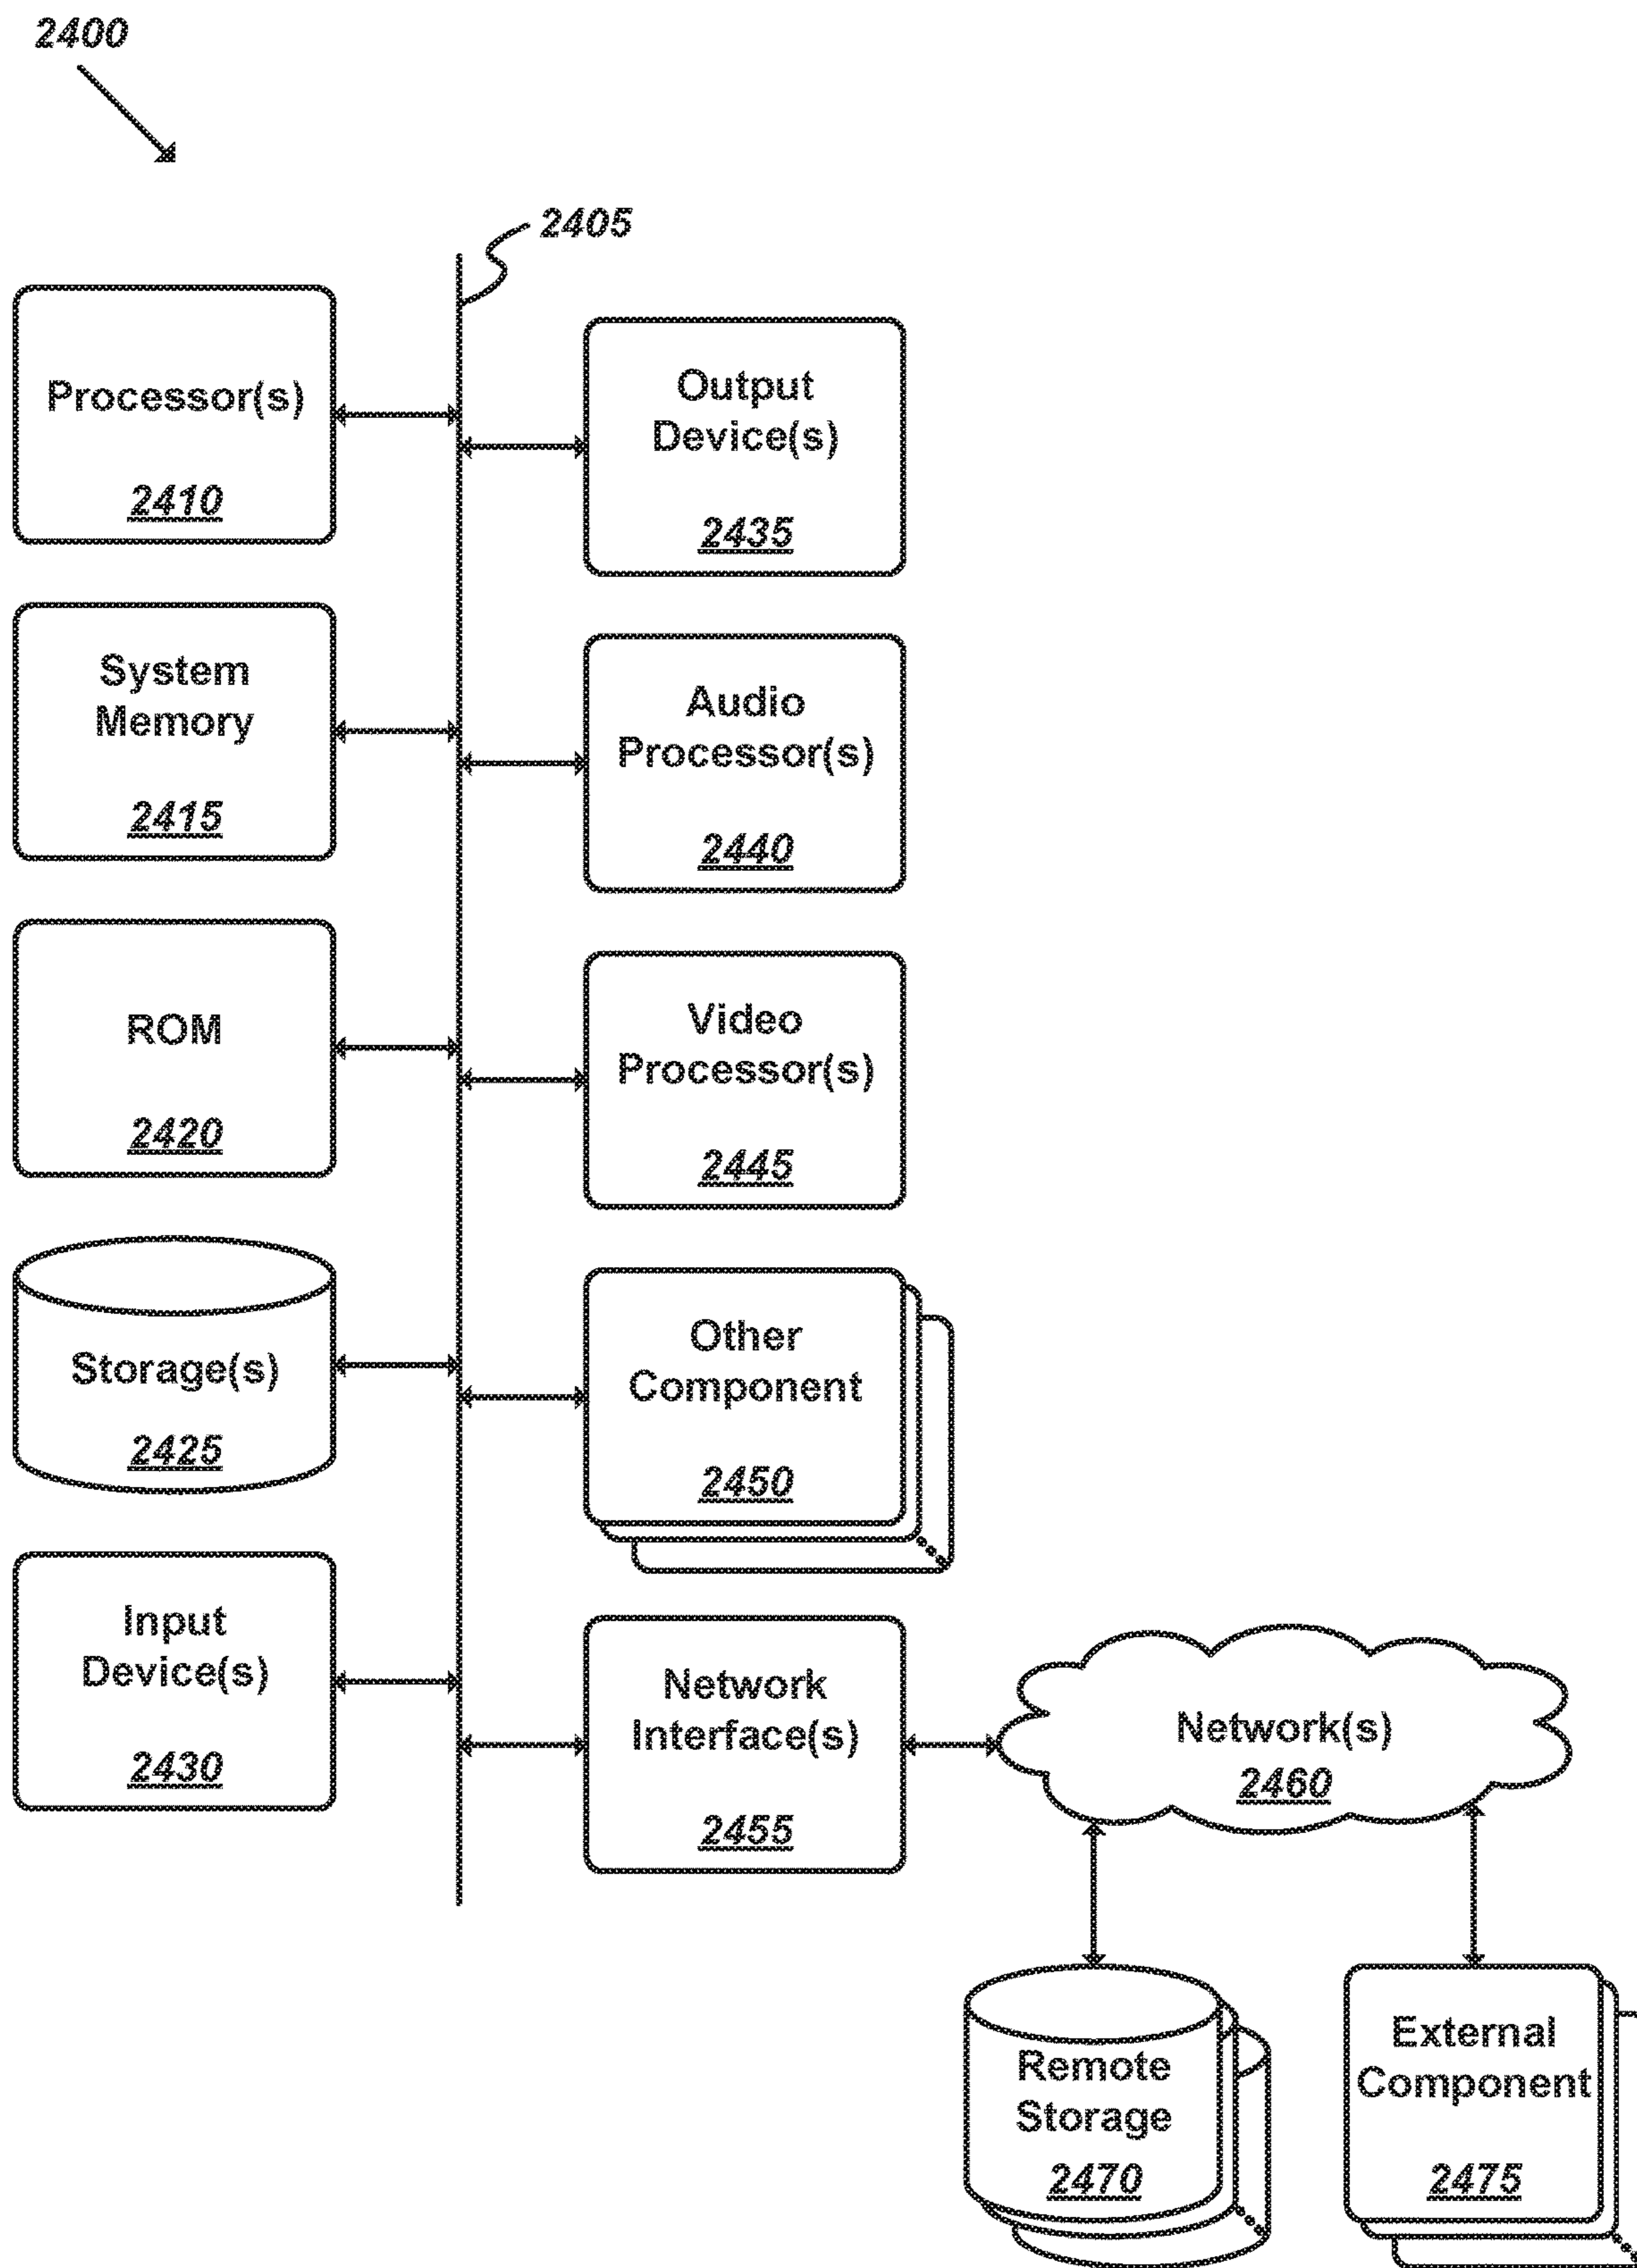 2400
2405
Processor(s)
2410
Output
Device(s)
2435
System
Memory
2415
Audio
Processor(s)
2440
ROM
2420
Video
Processor(s)
2445
Storage(s)
2425
Other
Component
2450
Input
Device(s)
2430
Network
Interface(s)
2455
Network(s)
2460
Remote
Storage
2470
External
Component
2475